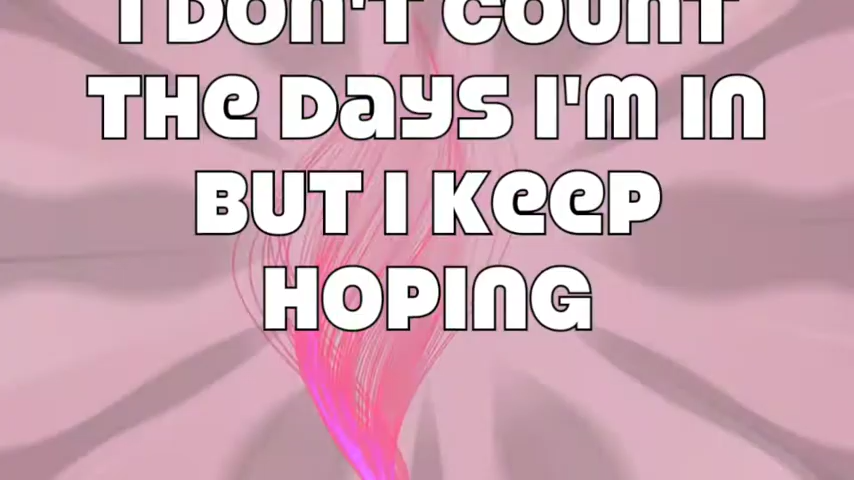 I DON'T COUNT
THE DAYS I'M IN
BUT I KEEP
HOPING